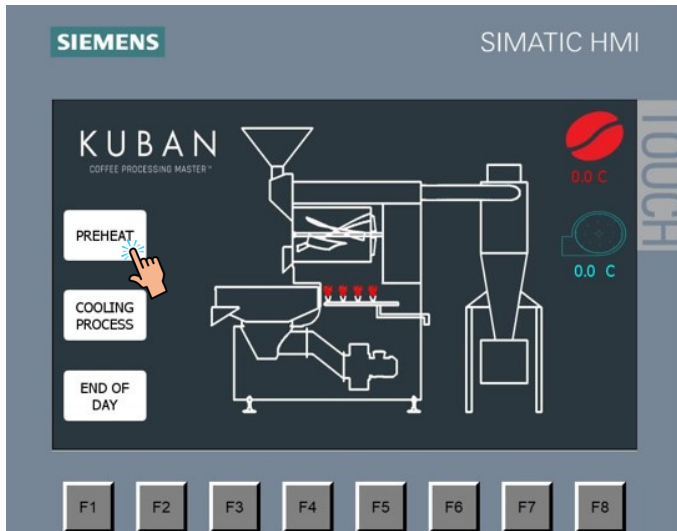 SIEMENS
SIMATIC HMI
TOUCH
KUBAN
COFFEE PROCESSING MASTER™
0.0 C
PREHEAT
0.0 C
COOLING
PROCESS
END OF
DAY
F1 F2 F3 F4 F5 F6 F7 F8